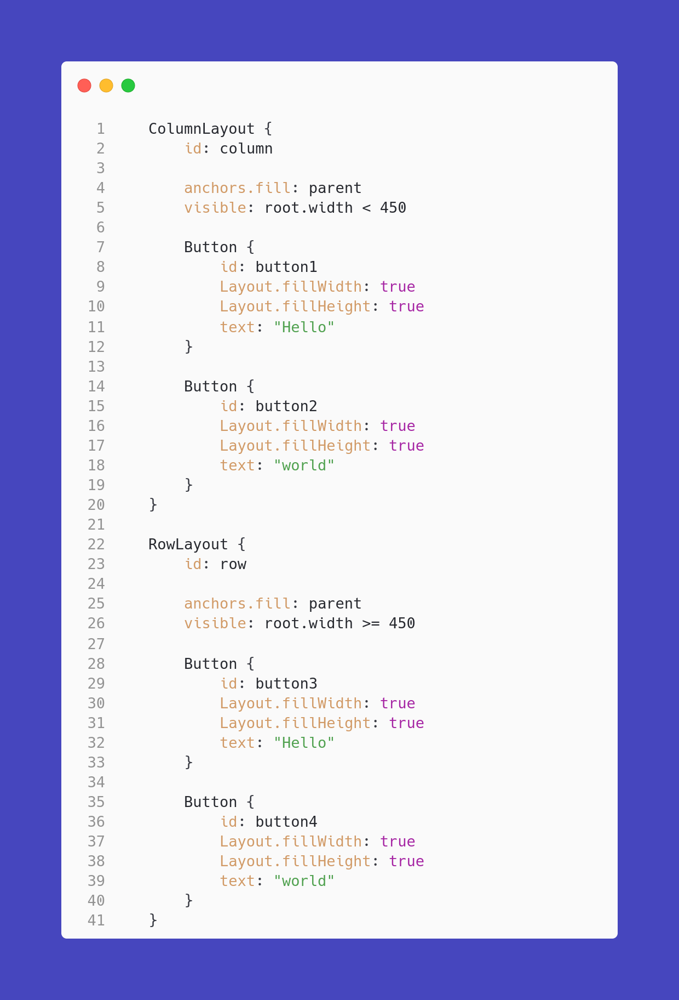 1 ColumnLayout {
2 id: column
3
4 anchors.fill: parent
5 visible: root.width < 450
6
7 Button {
8 id: button1
9 Layout.fillWidth: true
10 Layout.fillHeight: true
11 text: "Hello"
12 }
13
14 Button {
15 id: button2
16 Layout.fillWidth: true
17 Layout.fillHeight: true
18 text: "world"
19 }
20 }
21
22 RowLayout {
23 id: row
24
25 anchors.fill: parent
26 visible: root.width >= 450
27
28 Button {
29 id: button3
30 Layout.fillWidth: true
31 Layout.fillHeight: true
32 text: "Hello"
33 }
34
35 Button {
36 id: button4
37 Layout.fillWidth: true
38 Layout.fillHeight: true
39 text: "world"
40 }
41 }